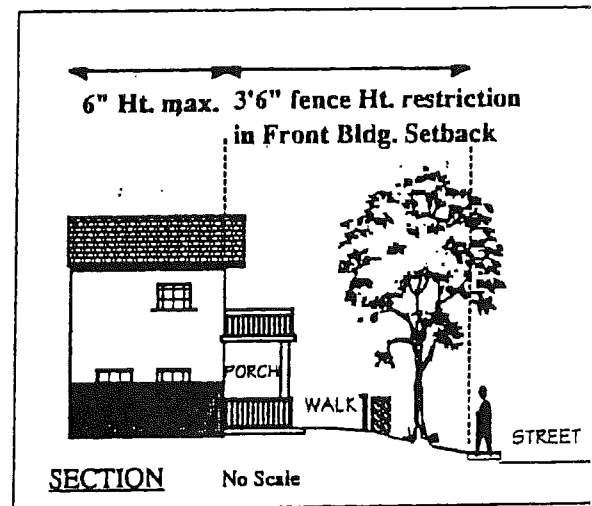 6" Ht. max. 3'6" fence Ht. restriction
in Front Bldg. Setback
PORCH
WALK
STREET
SECTION No Scale